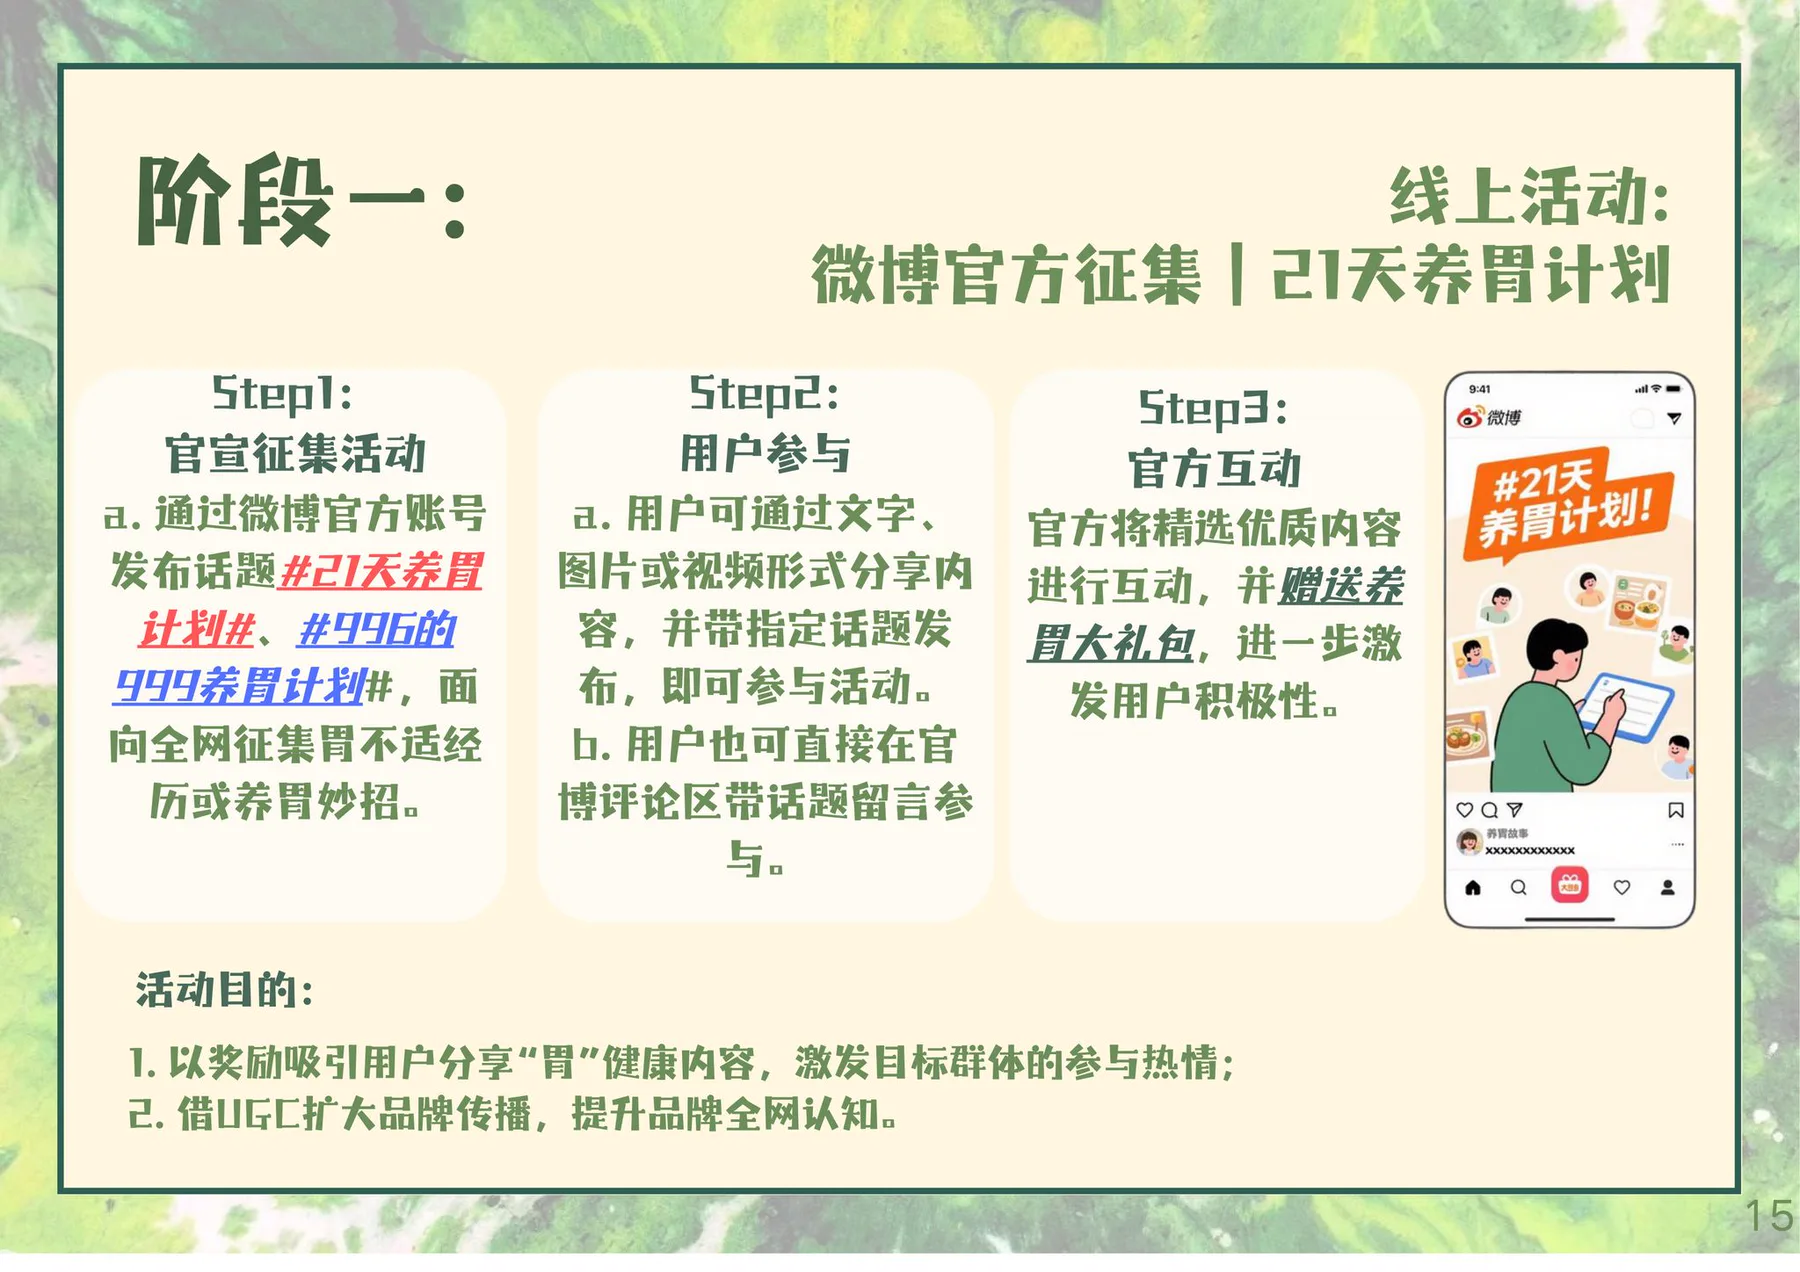 阶段一：
线上活动：
微博官方征集｜21天养胃计划
Step1：
官宣征集活动
a. 通过微博官方账号
发布话题#21天养胃
计划#、#996的
999养胃计划#，面
向全网征集胃不适经
历或养胃妙招。
Step2：
用户参与
a. 用户可通过文字、
图片或视频形式分享内
容，并带指定话题发
布，即可参与活动。
b. 用户也可直接在官
博评论区带话题留言参
与。
Step3：
官方互动
官方将精选优质内容
进行互动，并赠送养
胃大礼包，进一步激
发用户积极性。
9:41
微博
#21天
养胃计划！
养胃故事
xxxxxxxxxxxx
活动目的：
1. 以奖励吸引用户分享“胃”健康内容，激发目标群体的参与热情；
2. 借UGC扩大品牌传播，提升品牌全网认知。
15